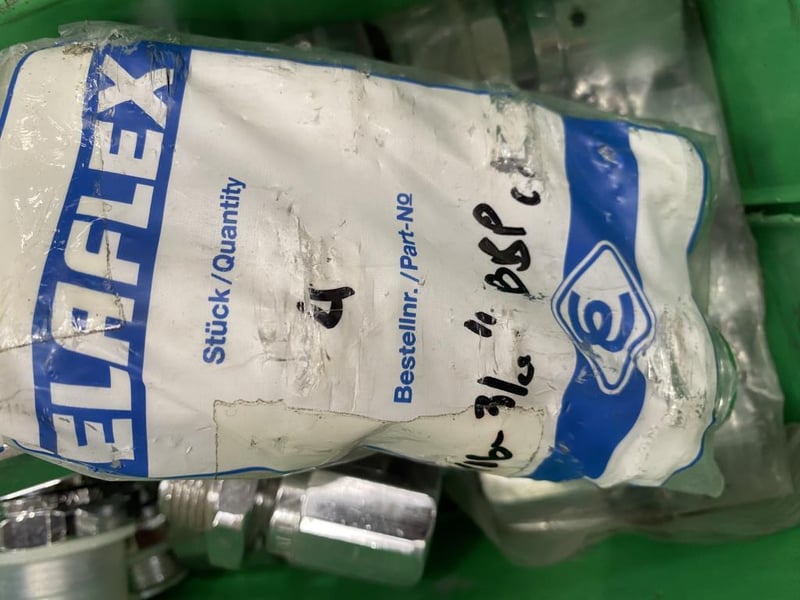 ELAFLEX
Stück/Quantity
4
Bestellnr./Part-No
3/4" BSP